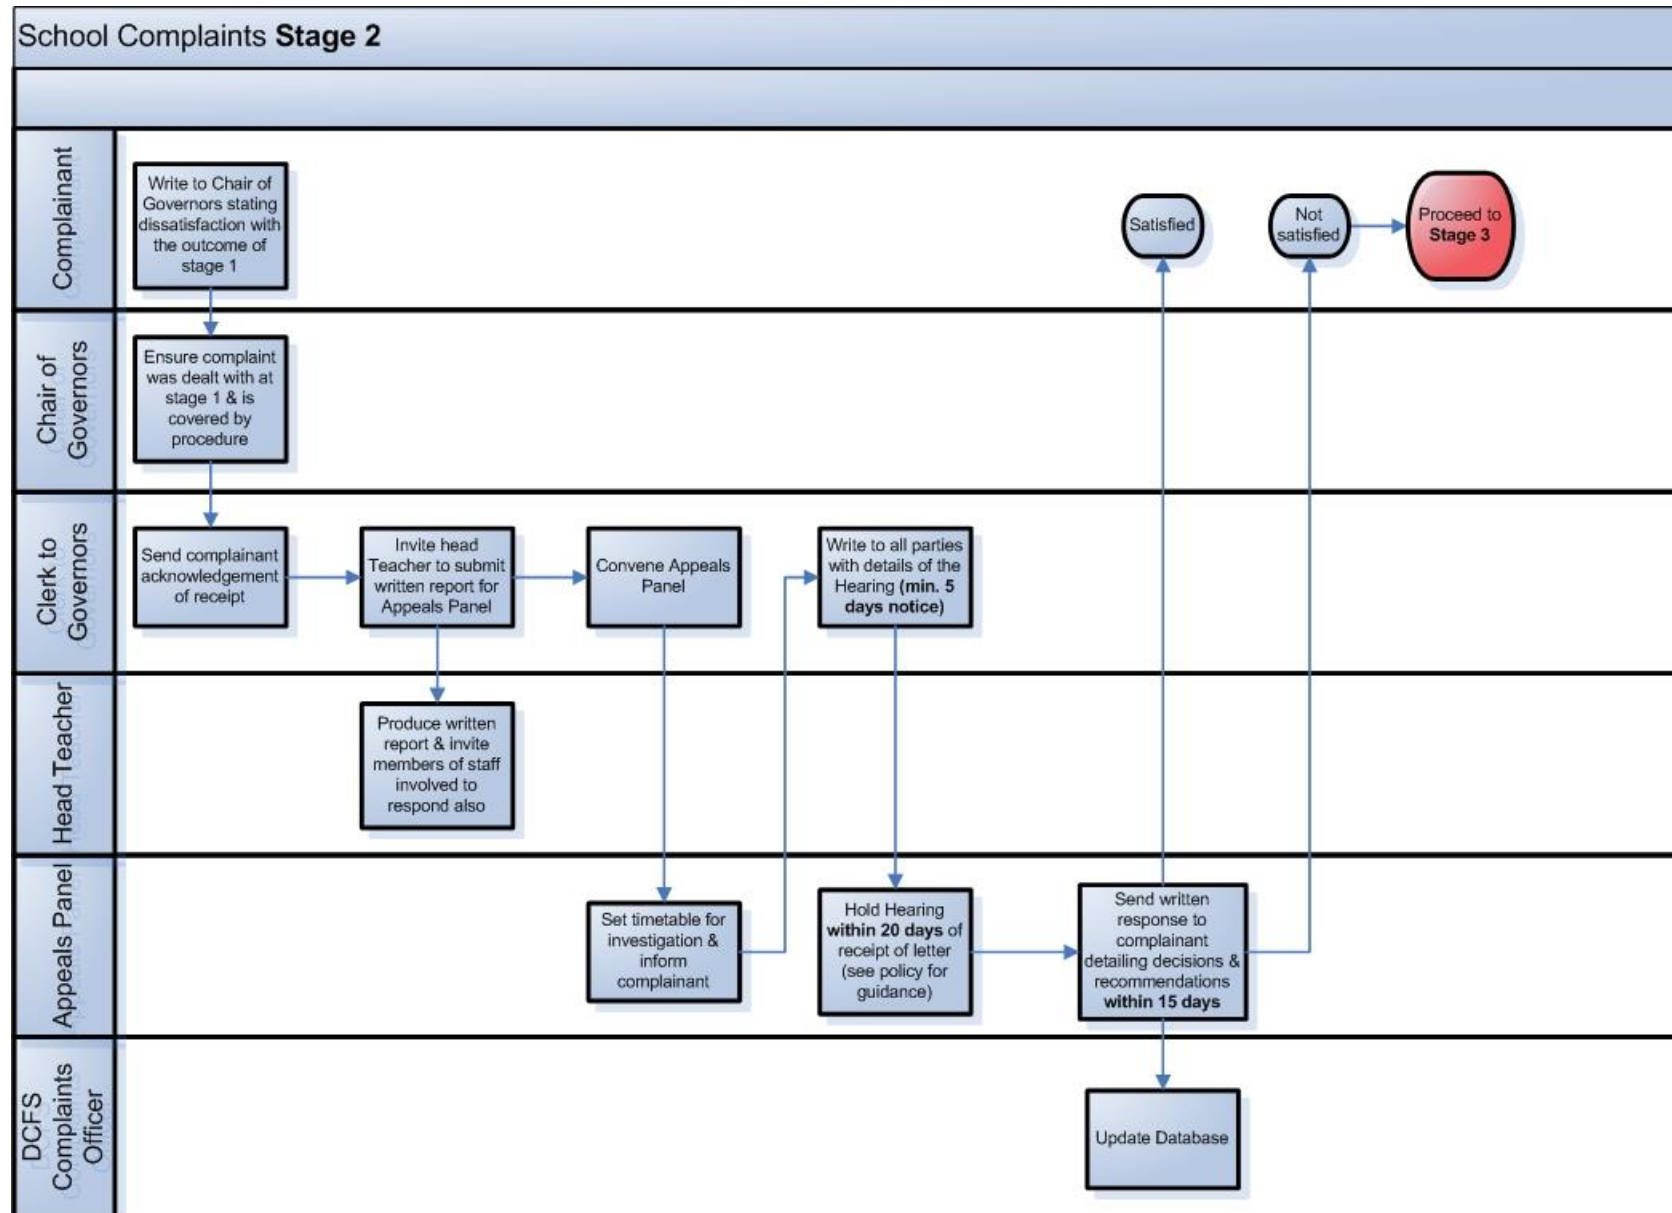 School Complaints Stage 2
Complainant
Write to Chair of
Governors stating
dissatisfaction with
the outcome of
stage 1
Satisfied
Not
satisfied
Proceed to
Stage 3
Chair of
Governors
Ensure complaint
was dealt with at
stage 1 & is
covered by
procedure
Clerk to
Governors
Send complainant
acknowledgement
of receipt
Invite head
Teacher to submit
written report for
Appeals Panel
Convene Appeals
Panel
Write to all parties
with details of the
Hearing (min. 5
days notice)
Head Teacher
Produce written
report & invite
members of staff
involved to
respond also
Appeals Panel
Set timetable for
investigation &
inform
complainant
Hold Hearing
within 20 days of
receipt of letter
(see policy for
guidance)
Send written
response to
complainant
detailing decisions &
recommendations
within 15 days
DCFS
Complaints
Officer
Update Database